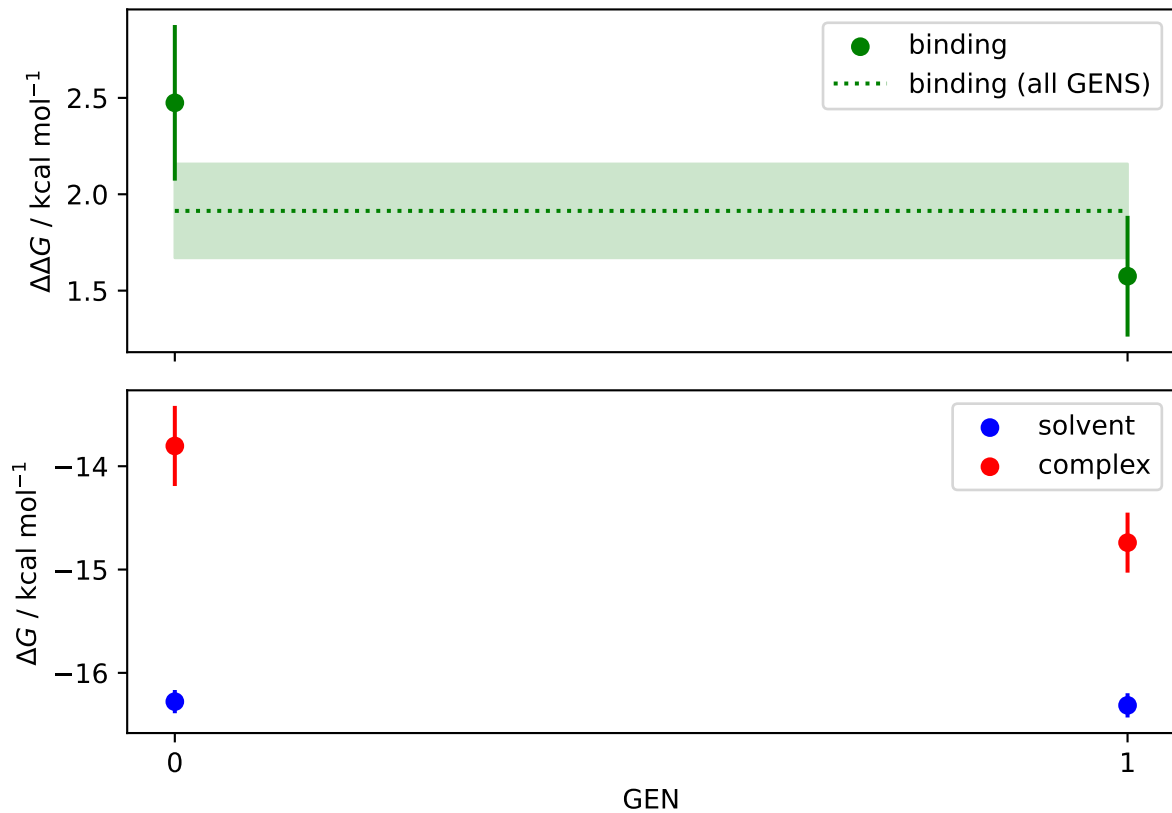 binding
binding (all GENS)
ΔΔG / kcal mol⁻¹
2.5
2.0
1.5
solvent
complex
ΔG / kcal mol⁻¹
−14
−15
−16
0
1
GEN